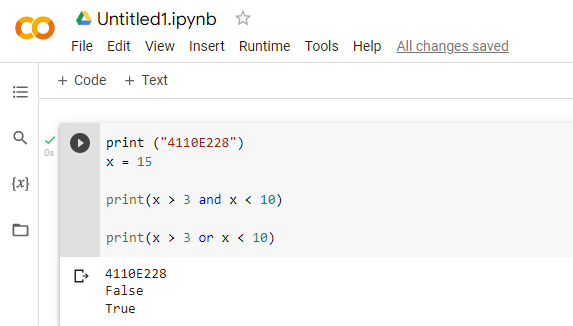 Untitled1.ipynb
File Edit View Insert Runtime Tools Help All changes saved
+ Code + Text
0s
{x}
print ("4110E228")
x = 15
print(x > 3 and x < 10)
print(x > 3 or x < 10)
4110E228
False
True